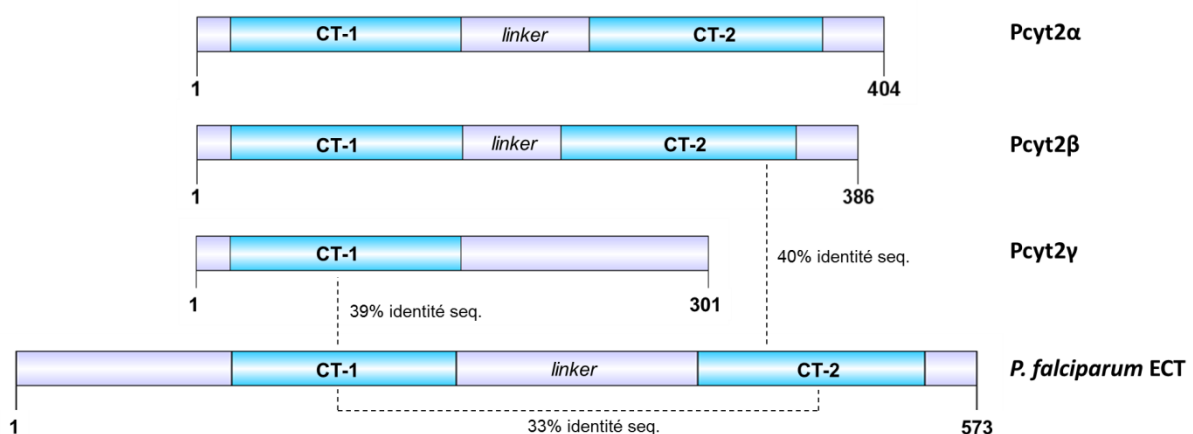 CT-1 linker CT-2 Pcyt2α
1 404
CT-1 linker CT-2 Pcyt2β
1 386
CT-1 Pcyt2γ
40% identité seq.
1 301
39% identité seq.
CT-1 linker CT-2 P. falciparum ECT
1 33% identité seq. 573